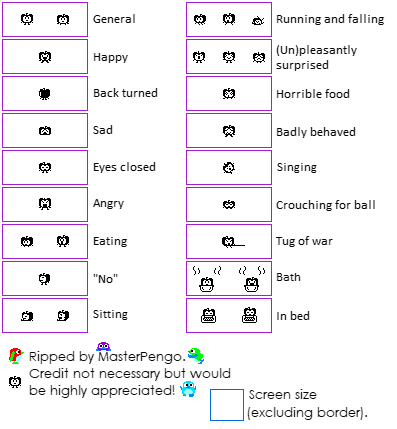 General
Happy
Back turned
Sad
Eyes closed
Angry
Eating
"No"
Sitting
Running and falling
(Un)pleasantly
surprised
Horrible food
Badly behaved
Singing
Crouching for ball
Tug of war
Bath
In bed
Ripped by MasterPengo.
Credit not necessary but would
be highly appreciated!
Screen size
(excluding border).